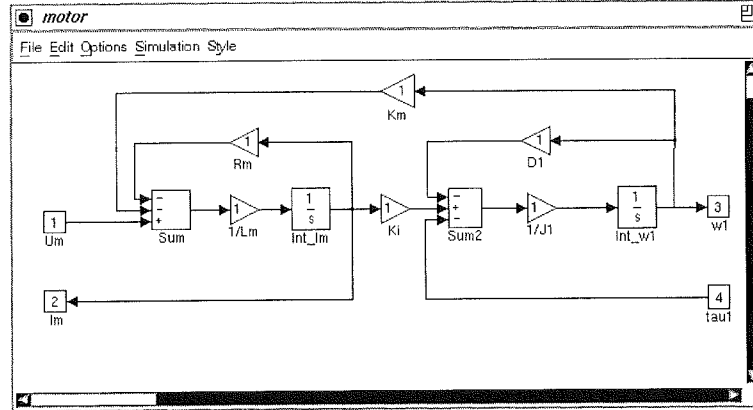 motor
File Edit Options Simulation Style
1
Km
1
Rm
1
D1
1
Um
−
−
+
Sum
1
1/Lm
1
s
Int_Im
1
Ki
−
+
−
Sum2
1
1/J1
1
s
Int_w1
3
w1
2
Im
4
tau1